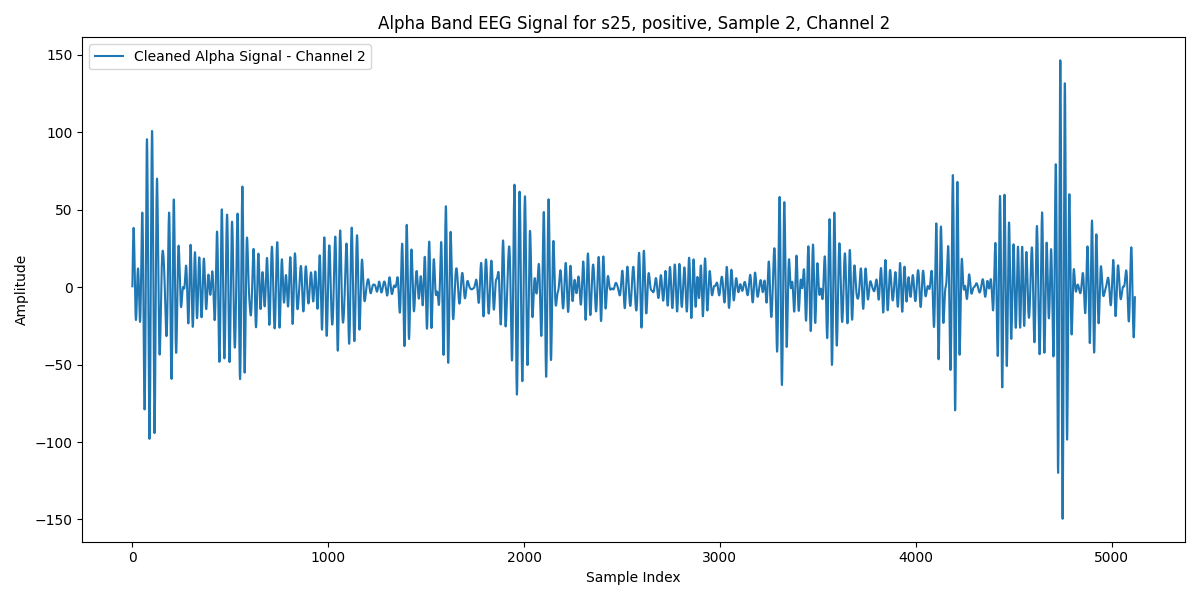 Alpha Band EEG Signal for s25, positive, Sample 2, Channel 2
Cleaned Alpha Signal - Channel 2
Amplitude
150
100
50
0
−50
−100
−150
0 1000 2000 3000 4000 5000
Sample Index